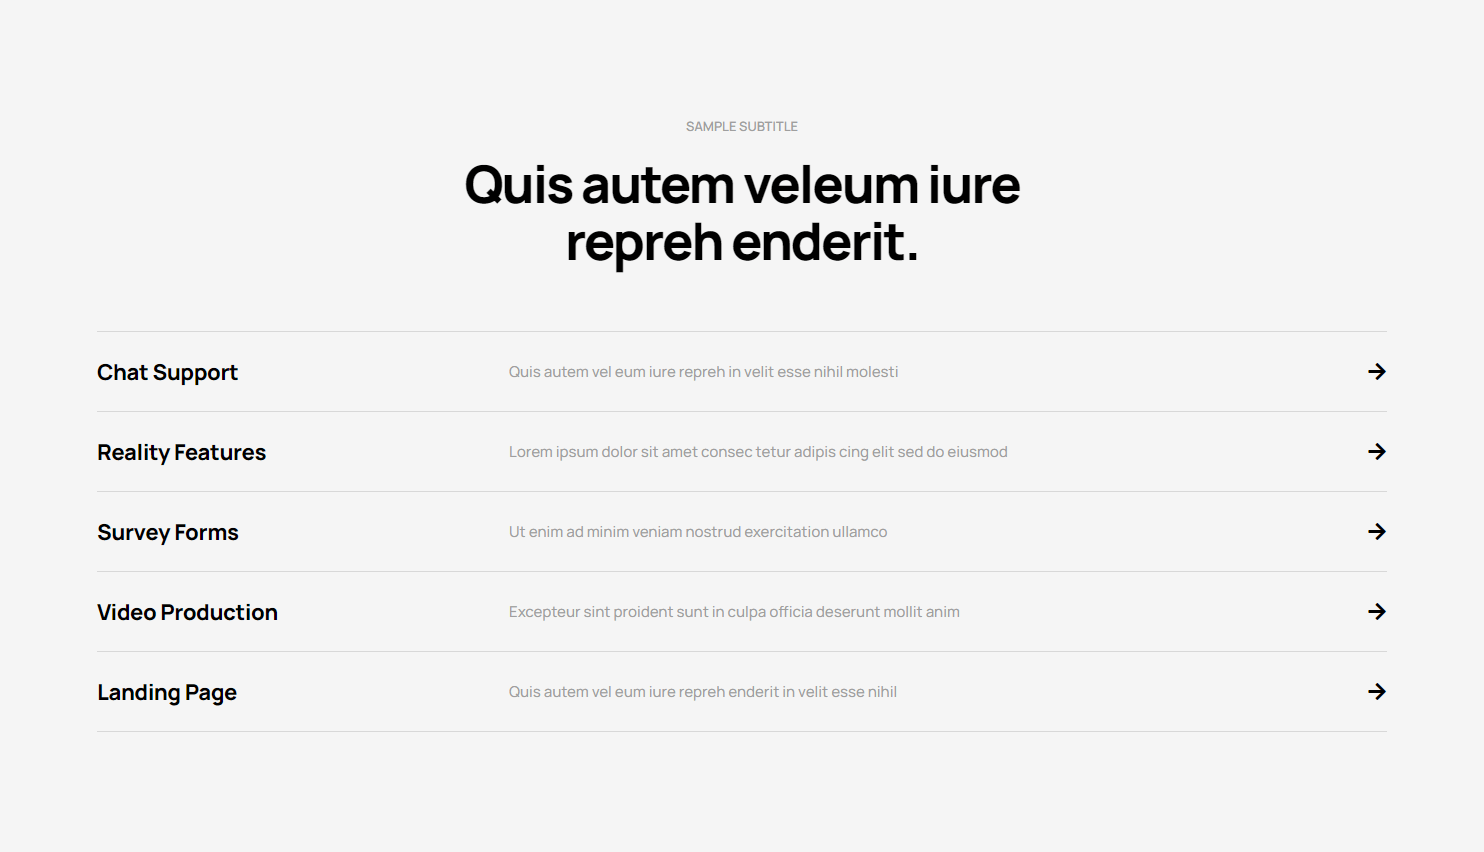 SAMPLE SUBTITLE
Quis autem veleum iure
repreh enderit.
Chat Support
Quis autem vel eum iure repreh in velit esse nihil molesti
Reality Features
Lorem ipsum dolor sit amet consec tetur adipis cing elit sed do eiusmod
Survey Forms
Ut enim ad minim veniam nostrud exercitation ullamco
Video Production
Excepteur sint proident sunt in culpa officia deserunt mollit anim
Landing Page
Quis autem vel eum iure repreh enderit in velit esse nihil